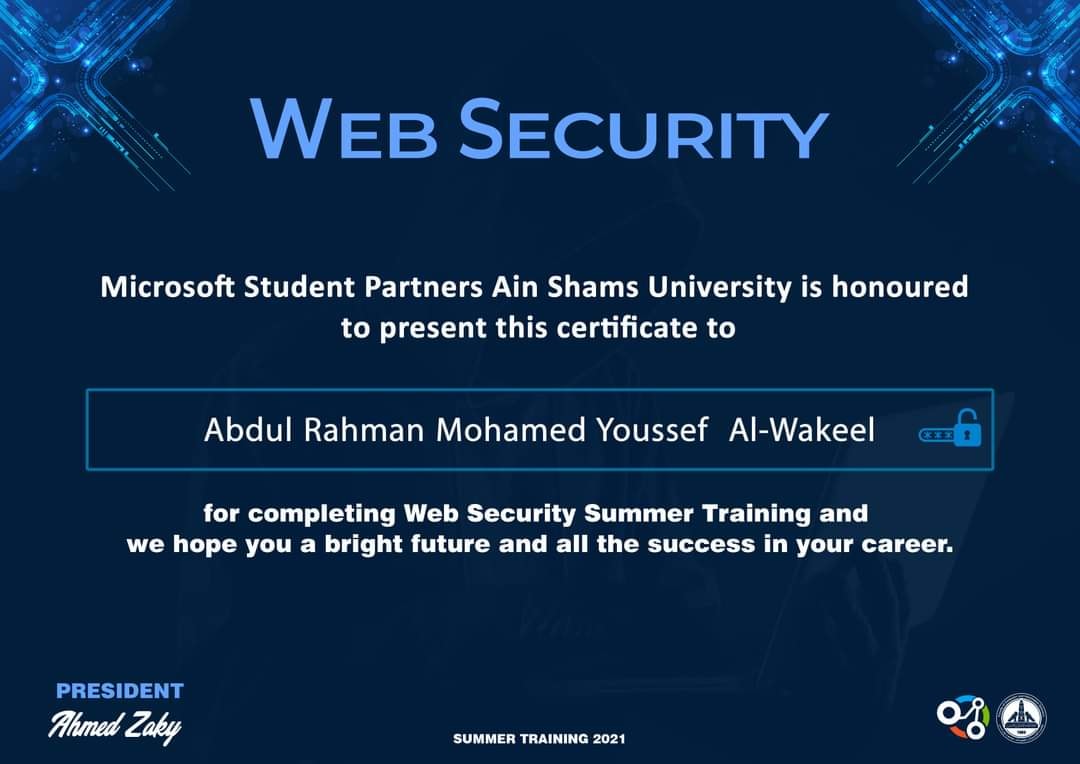 WEB SECURITY
Microsoft Student Partners Ain Shams University is honoured
to present this certificate to
Abdul Rahman Mohamed Youssef Al-Wakeel
***
for completing Web Security Summer Training and
we hope you a bright future and all the success in your career.
PRESIDENT
Ahmed Zaky
SUMMER TRAINING 2021